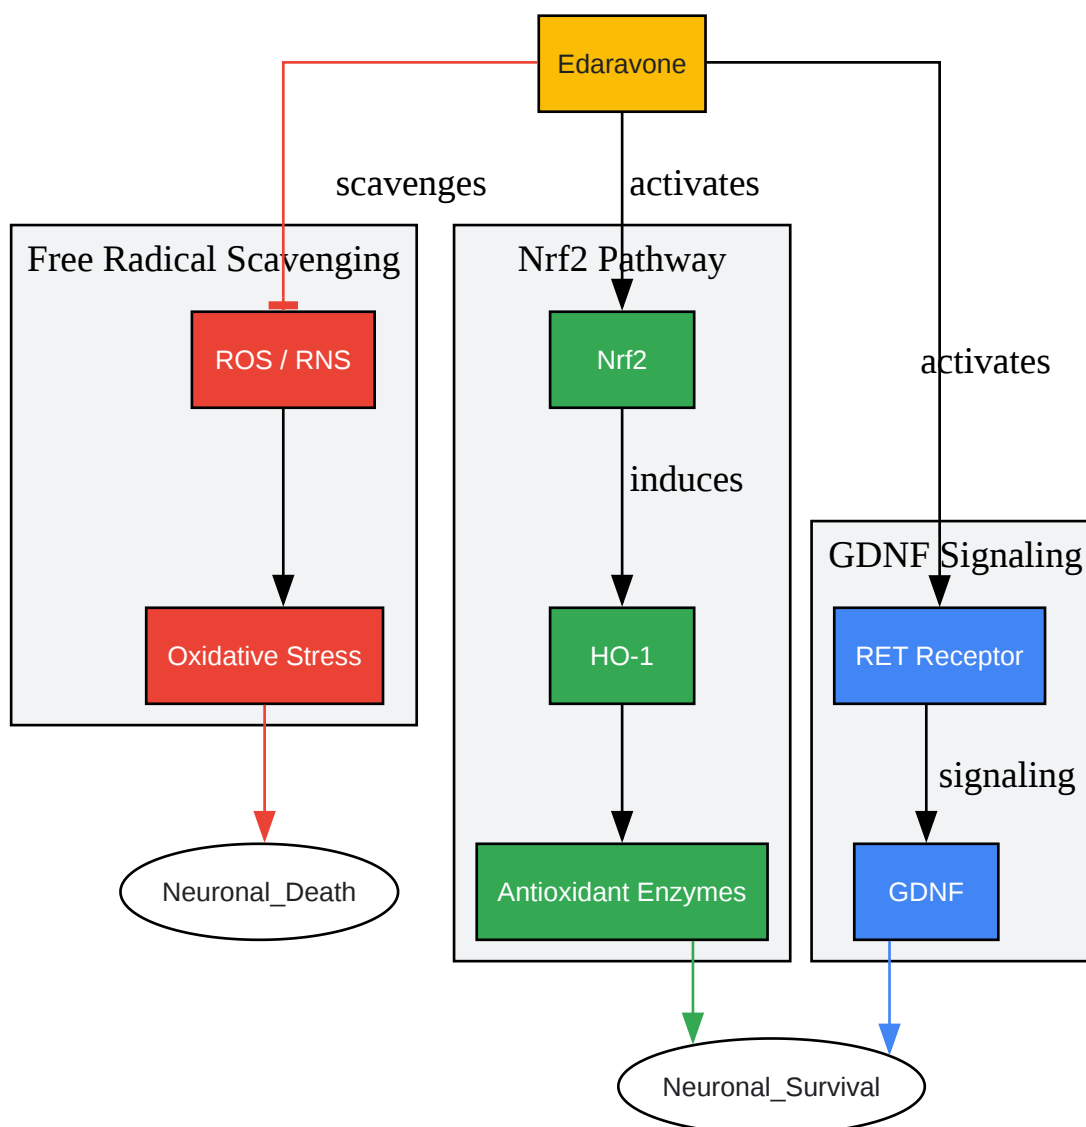 Edaravone
scavenges
activates
Free Radical Scavenging
Nrf2 Pathway
ROS / RNS
Nrf2
activates
induces
GDNF Signaling
Oxidative Stress
HO-1
RET Receptor
signaling
Neuronal_Death
Antioxidant Enzymes
GDNF
Neuronal_Survival